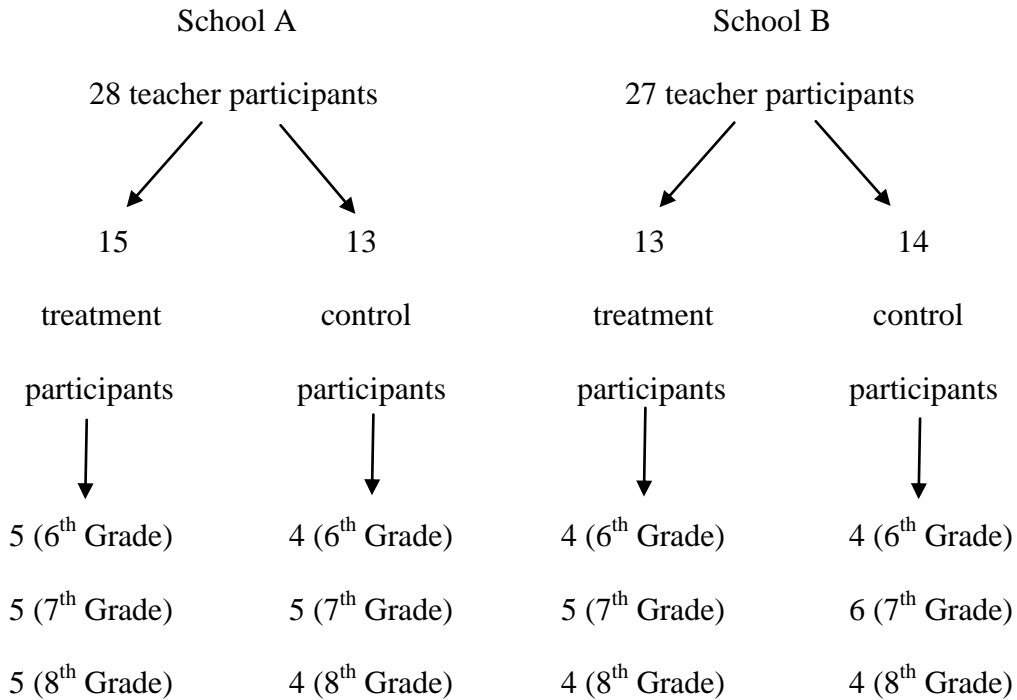 School A School B
28 teacher participants 27 teacher participants
15 13 13 14
treatment control treatment control
participants participants participants participants
5 (6th Grade) 4 (6th Grade) 4 (6th Grade) 4 (6th Grade)
5 (7th Grade) 5 (7th Grade) 5 (7th Grade) 6 (7th Grade)
5 (8th Grade) 4 (8th Grade) 4 (8th Grade) 4 (8th Grade)